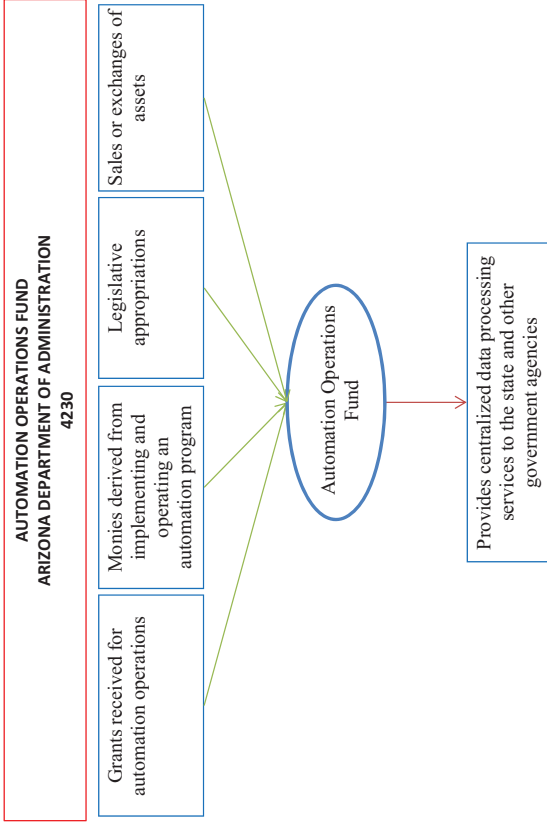 AUTOMATION OPERATIONS FUND
ARIZONA DEPARTMENT OF ADMINISTRATION
4230
Grants received for
automation operations
Monies derived from
implementing and
operating an
automation program
Legislative
appropriations
Sales or exchanges of
assets
Automation Operations
Fund
Provides centralized data processing
services to the state and other
government agencies